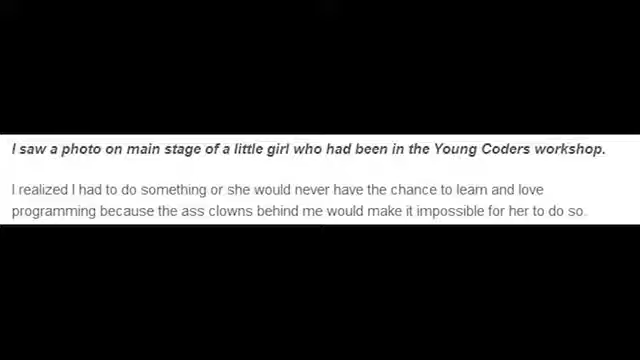 I saw a photo on main stage of a little girl who had been in the Young Coders workshop.
I realized I had to do something or she would never have the chance to learn and love
programming because the ass clowns behind me would make it impossible for her to do so.